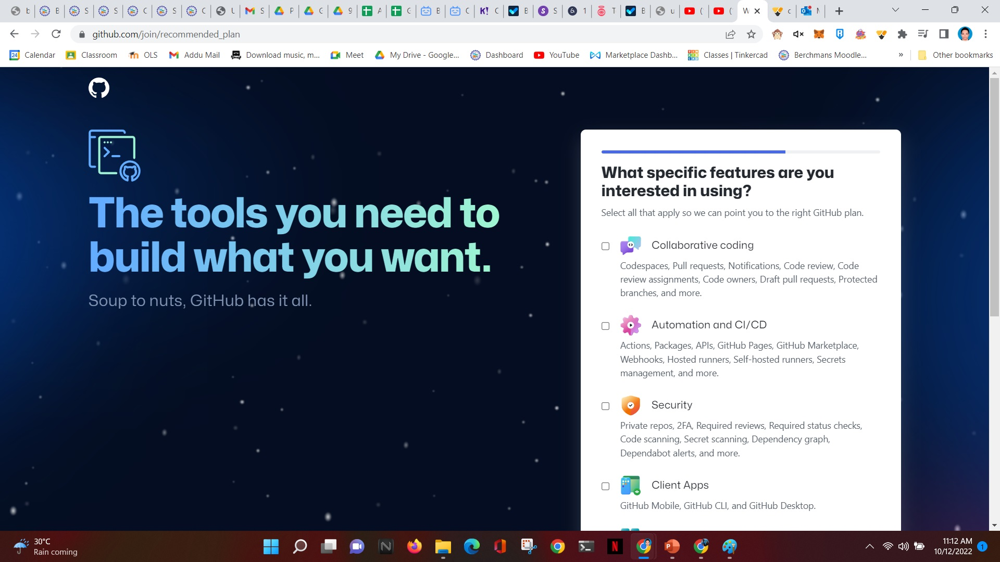 b B S S C S C U S P G 9 A G B C K! C B S 1 T B u ( ( W c N
github.com/join/recommended_plan
24 Calendar Classroom OLS Addu Mail Download music, m... Meet My Drive - Google... Dashboard YouTube Marketplace Dashb... Classes | Tinkercad Berchmans Moodle... » Other bookmarks
The tools you need to
build what you want.
Soup to nuts, GitHub has it all.
What specific features are you
interested in using?
Select all that apply so we can point you to the right GitHub plan.
Collaborative coding
Codespaces, Pull requests, Notifications, Code review, Code
review assignments, Code owners, Draft pull requests, Protected
branches, and more.
Automation and CI/CD
Actions, Packages, APIs, GitHub Pages, GitHub Marketplace,
Webhooks, Hosted runners, Self-hosted runners, Secrets
management, and more.
Security
Private repos, 2FA, Required reviews, Required status checks,
Code scanning, Secret scanning, Dependency graph,
Dependabot alerts, and more.
Client Apps
GitHub Mobile, GitHub CLI, and GitHub Desktop.
30°C
Rain coming
11:12 AM
10/12/2022
1